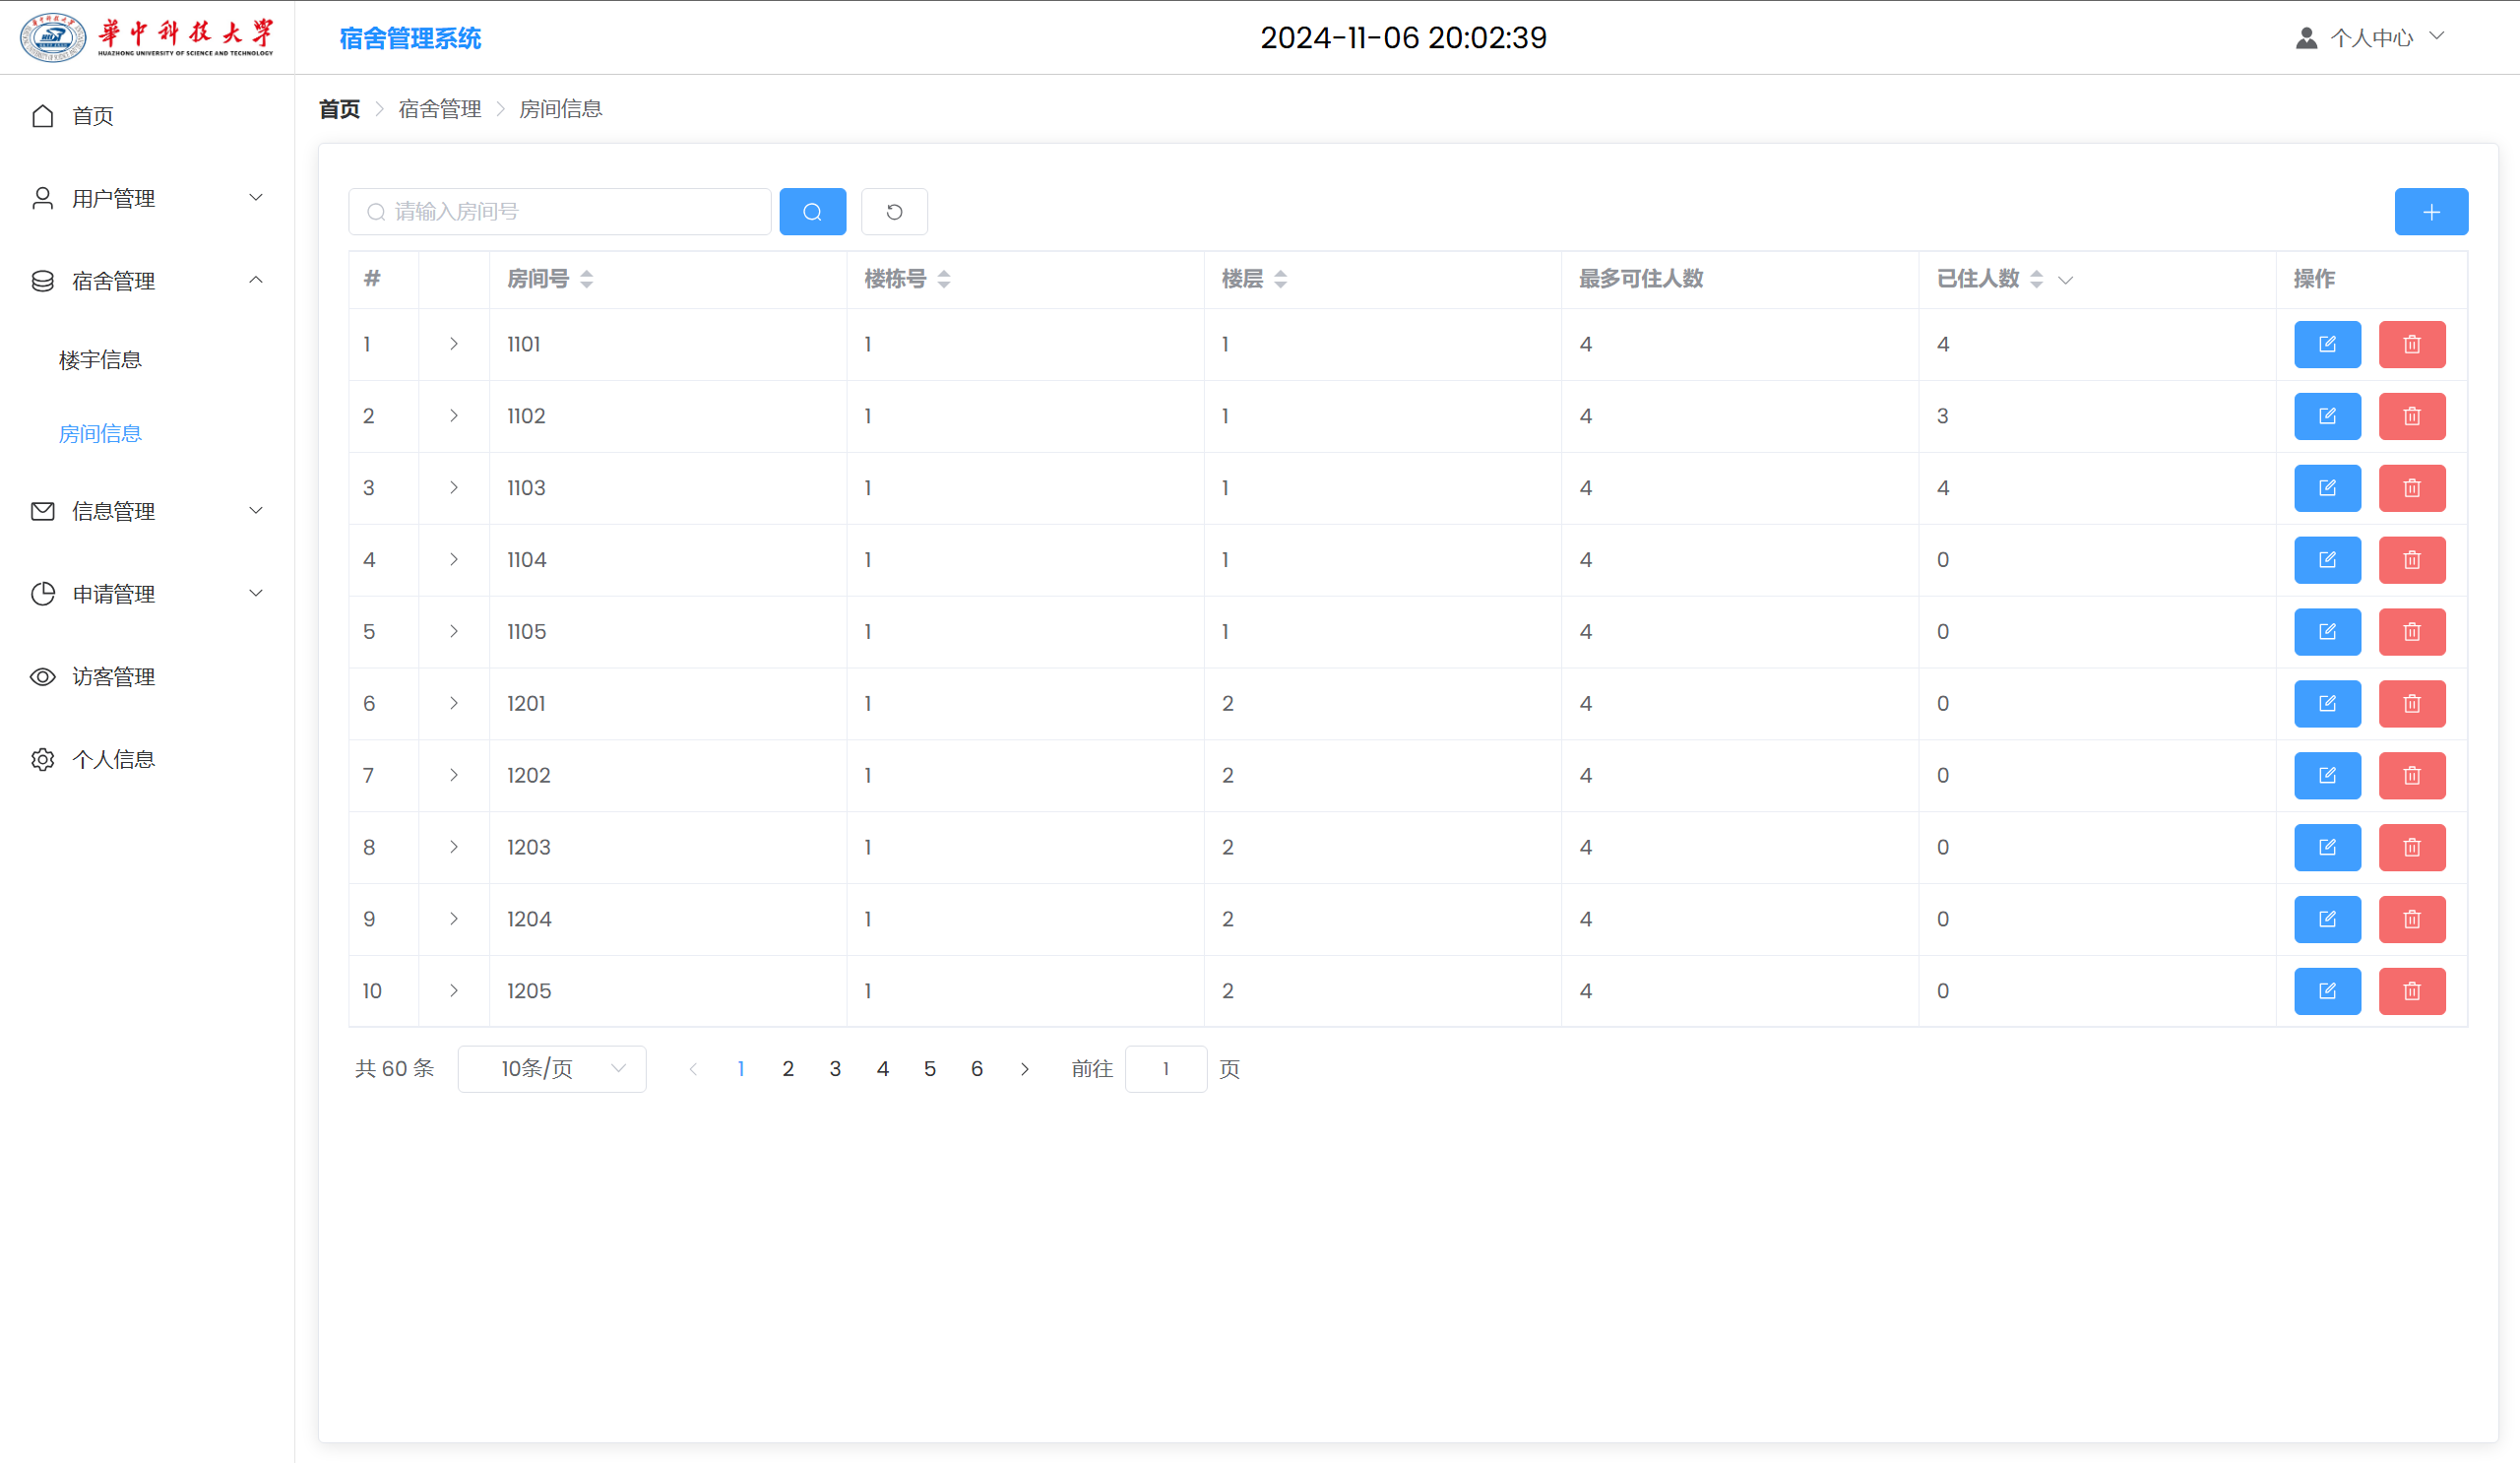 華中科技大学
HUAZHONG UNIVERSITY OF SCIENCE AND TECHNOLOGY
宿舍管理系统
2024-11-06 20:02:39
个人中心
首页
用户管理
宿舍管理
楼宇信息
房间信息
信息管理
申请管理
访客管理
个人信息
首页 宿舍管理 房间信息
请输入房间号
# 房间号 楼栋号 楼层 最多可住人数 已住人数 操作
1 1101 1 1 4 4
2 1102 1 1 4 3
3 1103 1 1 4 4
4 1104 1 1 4 0
5 1105 1 1 4 0
6 1201 1 2 4 0
7 1202 1 2 4 0
8 1203 1 2 4 0
9 1204 1 2 4 0
10 1205 1 2 4 0
共 60 条 10条/页 1 2 3 4 5 6 前往 1 页